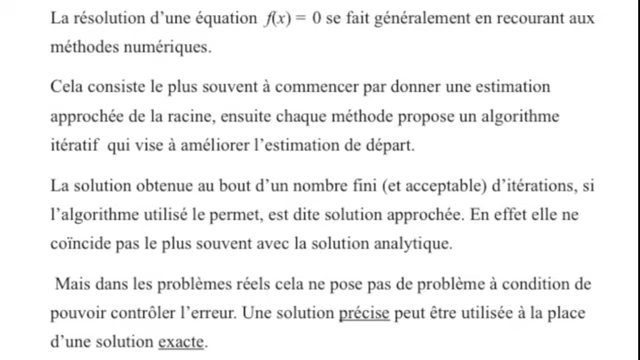 La résolution d’une équation f(x) = 0 se fait généralement en recourant aux
méthodes numériques.
Cela consiste le plus souvent à commencer par donner une estimation
approchée de la racine, ensuite chaque méthode propose un algorithme
itératif qui vise à améliorer l’estimation de départ.
La solution obtenue au bout d’un nombre fini (et acceptable) d’itérations, si
l’algorithme utilisé le permet, est dite solution approchée. En effet elle ne
coïncide pas le plus souvent avec la solution analytique.
Mais dans les problèmes réels cela ne pose pas de problème à condition de
pouvoir contrôler l’erreur. Une solution précise peut être utilisée à la place
d’une solution exacte.